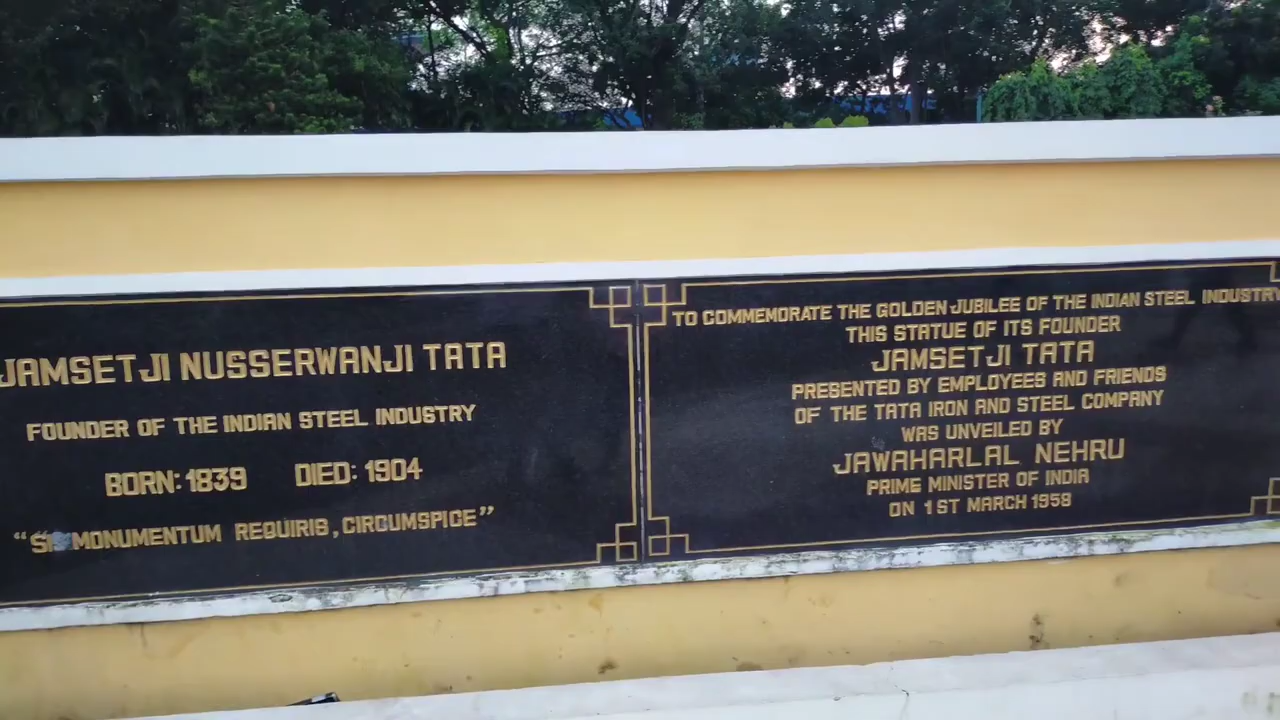 JAMSETJI NUSSERWANJI TATA
FOUNDER OF THE INDIAN STEEL INDUSTRY
BORN: 1839 DIED: 1904
"SI MONUMENTUM REQUIRIS, CIRCUMSPICE"
TO COMMEMORATE THE GOLDEN JUBILEE OF THE INDIAN STEEL INDUSTRY
THIS STATUE OF ITS FOUNDER
JAMSETJI TATA
PRESENTED BY EMPLOYEES AND FRIENDS
OF THE TATA IRON AND STEEL COMPANY
WAS UNVEILED BY
JAWAHARLAL NEHRU
PRIME MINISTER OF INDIA
ON 1ST MARCH 1958